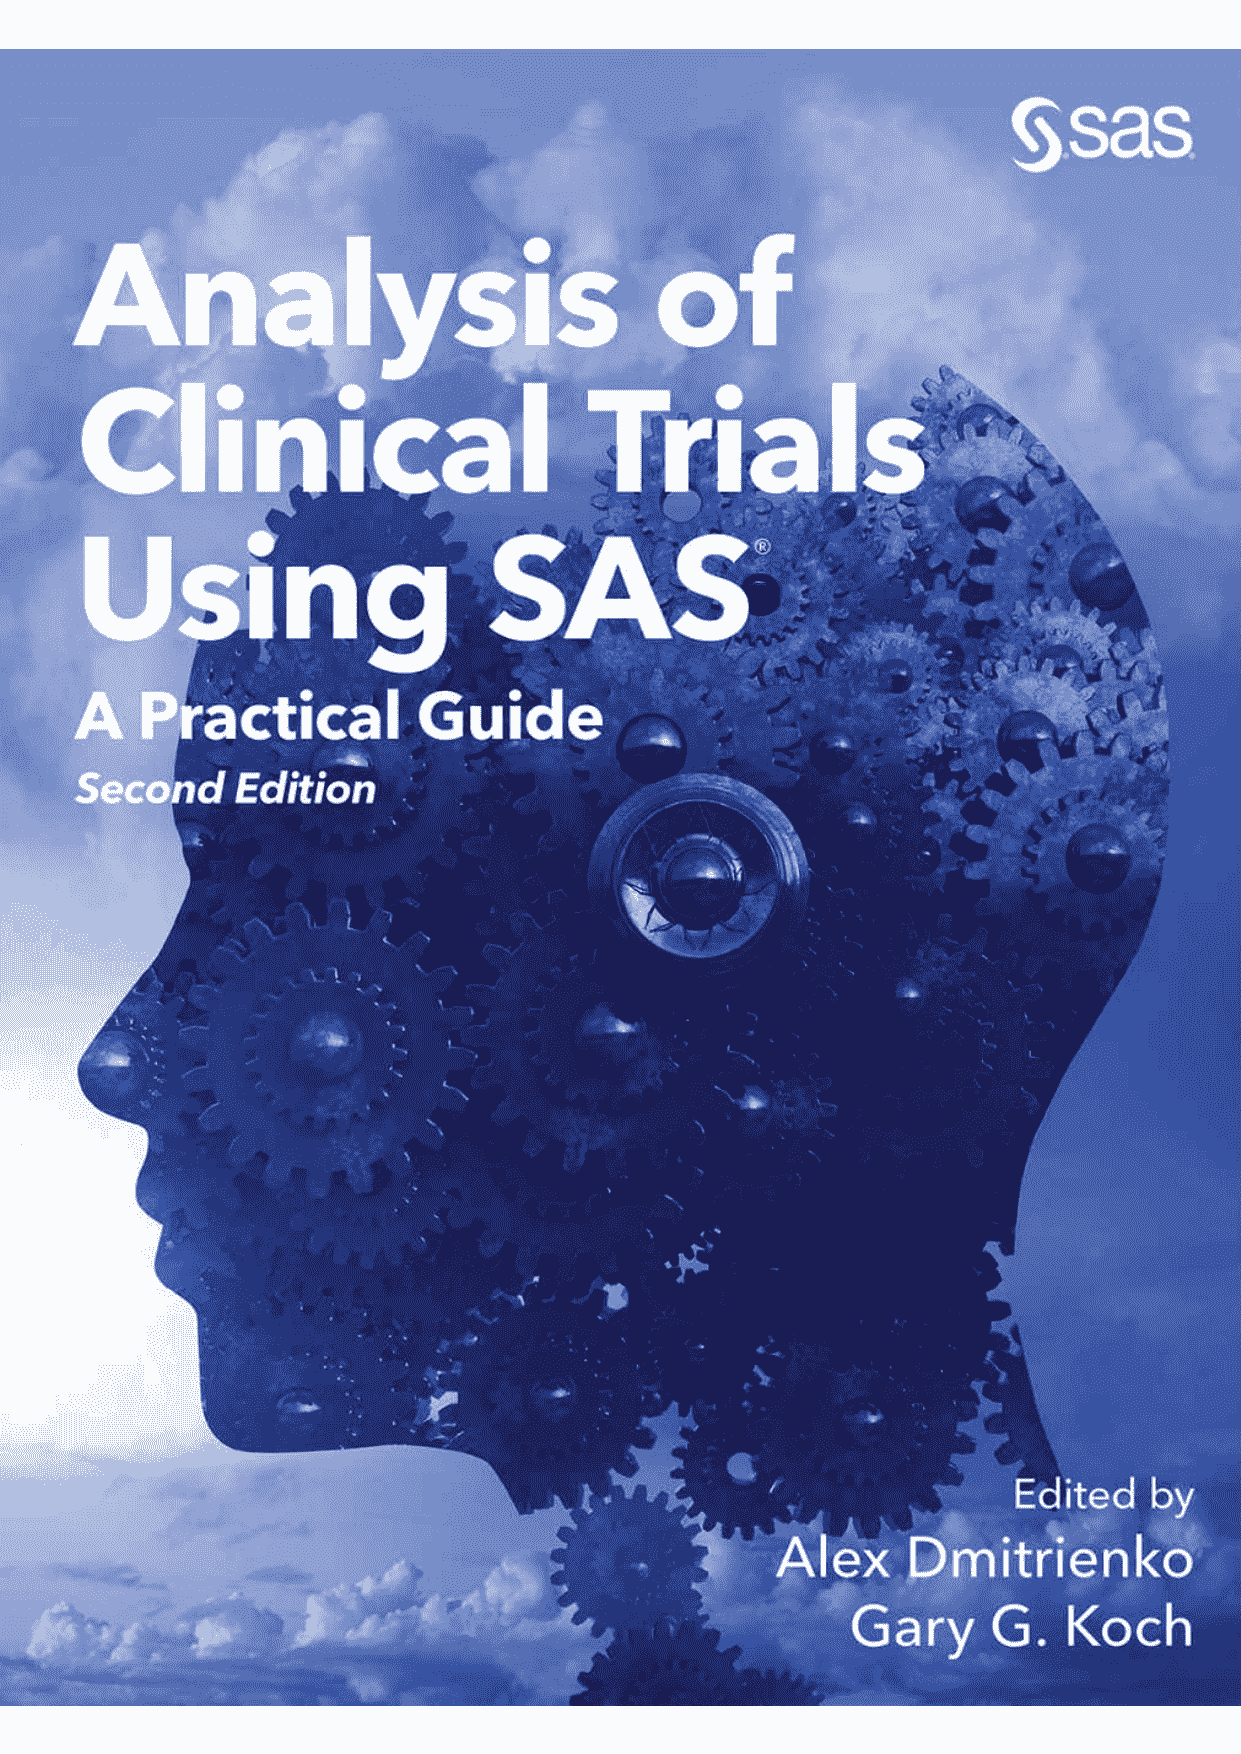 sas
Analysis of
Clinical Trials
Using SAS®
A Practical Guide
Second Edition
Edited by
Alex Dmitrienko
Gary G. Koch